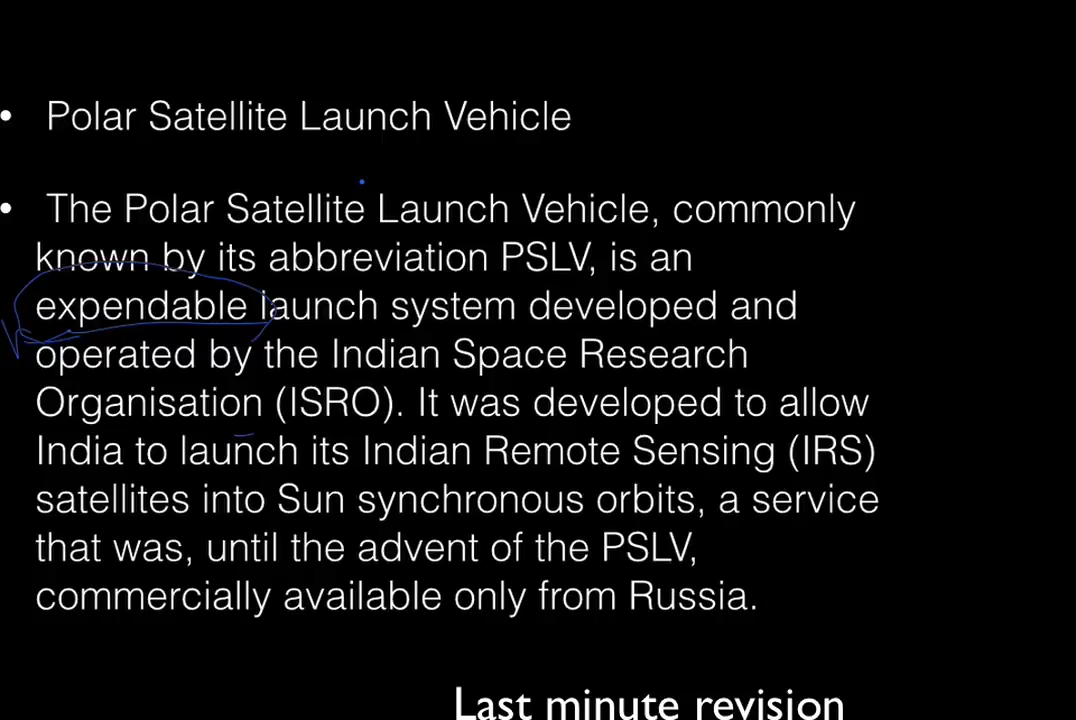 • Polar Satellite Launch Vehicle
• The Polar Satellite Launch Vehicle, commonly
known by its abbreviation PSLV, is an
expendable launch system developed and
operated by the Indian Space Research
Organisation (ISRO). It was developed to allow
India to launch its Indian Remote Sensing (IRS)
satellites into Sun synchronous orbits, a service
that was, until the advent of the PSLV,
commercially available only from Russia.
Last minute revision